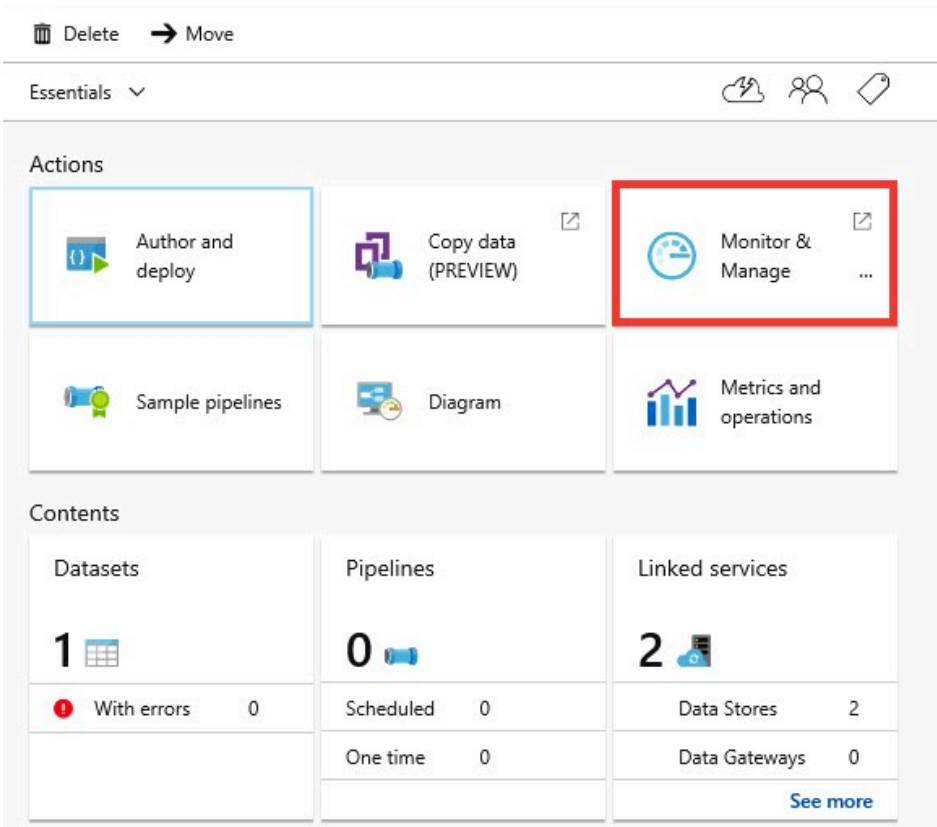 Delete Move
Essentials
Actions
Author and
deploy
Copy data
(PREVIEW)
Monitor &
Manage ...
Sample pipelines
Diagram
Metrics and
operations
Contents
Datasets
1
With errors 0
Pipelines
0
Scheduled 0
One time 0
Linked services
2
Data Stores 2
Data Gateways 0
See more